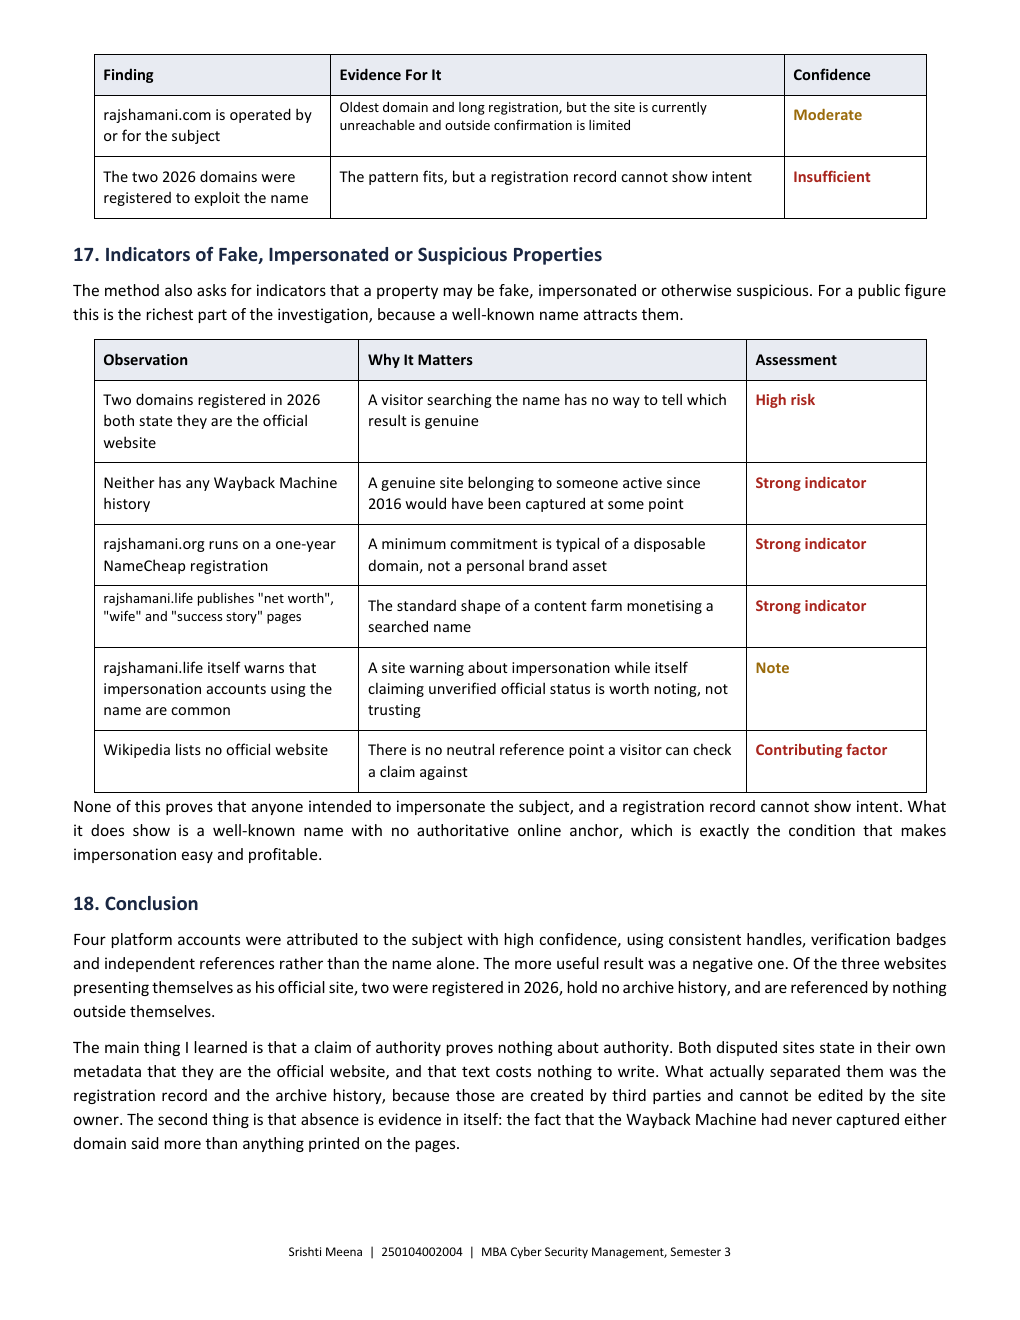 Finding Evidence For It Confidence
rajshamani.com is operated by
or for the subject
Oldest domain and long registration, but the site is currently
unreachable and outside confirmation is limited
Moderate
The two 2026 domains were
registered to exploit the name
The pattern fits, but a registration record cannot show intent
Insufficient
17. Indicators of Fake, Impersonated or Suspicious Properties
The method also asks for indicators that a property may be fake, impersonated or otherwise suspicious. For a public figure
this is the richest part of the investigation, because a well-known name attracts them.
Observation Why It Matters Assessment
Two domains registered in 2026
both state they are the official
website
A visitor searching the name has no way to tell which
result is genuine
High risk
Neither has any Wayback Machine
history
A genuine site belonging to someone active since
2016 would have been captured at some point
Strong indicator
rajshamani.org runs on a one-year
NameCheap registration
A minimum commitment is typical of a disposable
domain, not a personal brand asset
Strong indicator
rajshamani.life publishes "net worth",
"wife" and "success story" pages
The standard shape of a content farm monetising a
searched name
Strong indicator
rajshamani.life itself warns that
impersonation accounts using the
name are common
A site warning about impersonation while itself
claiming unverified official status is worth noting, not
trusting
Note
Wikipedia lists no official website
There is no neutral reference point a visitor can check
a claim against
Contributing factor
None of this proves that anyone intended to impersonate the subject, and a registration record cannot show intent. What
it does show is a well-known name with no authoritative online anchor, which is exactly the condition that makes
impersonation easy and profitable.
18. Conclusion
Four platform accounts were attributed to the subject with high confidence, using consistent handles, verification badges
and independent references rather than the name alone. The more useful result was a negative one. Of the three websites
presenting themselves as his official site, two were registered in 2026, hold no archive history, and are referenced by nothing
outside themselves.
The main thing I learned is that a claim of authority proves nothing about authority. Both disputed sites state in their own
metadata that they are the official website, and that text costs nothing to write. What actually separated them was the
registration record and the archive history, because those are created by third parties and cannot be edited by the site
owner. The second thing is that absence is evidence in itself: the fact that the Wayback Machine had never captured either
domain said more than anything printed on the pages.
Srishti Meena | 250104002004 | MBA Cyber Security Management, Semester 3